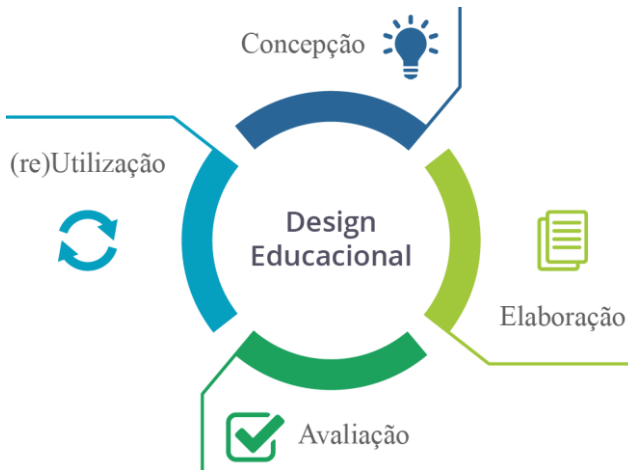 Concepção
(re)Utilização
Design
Educacional
Elaboração
Avaliação